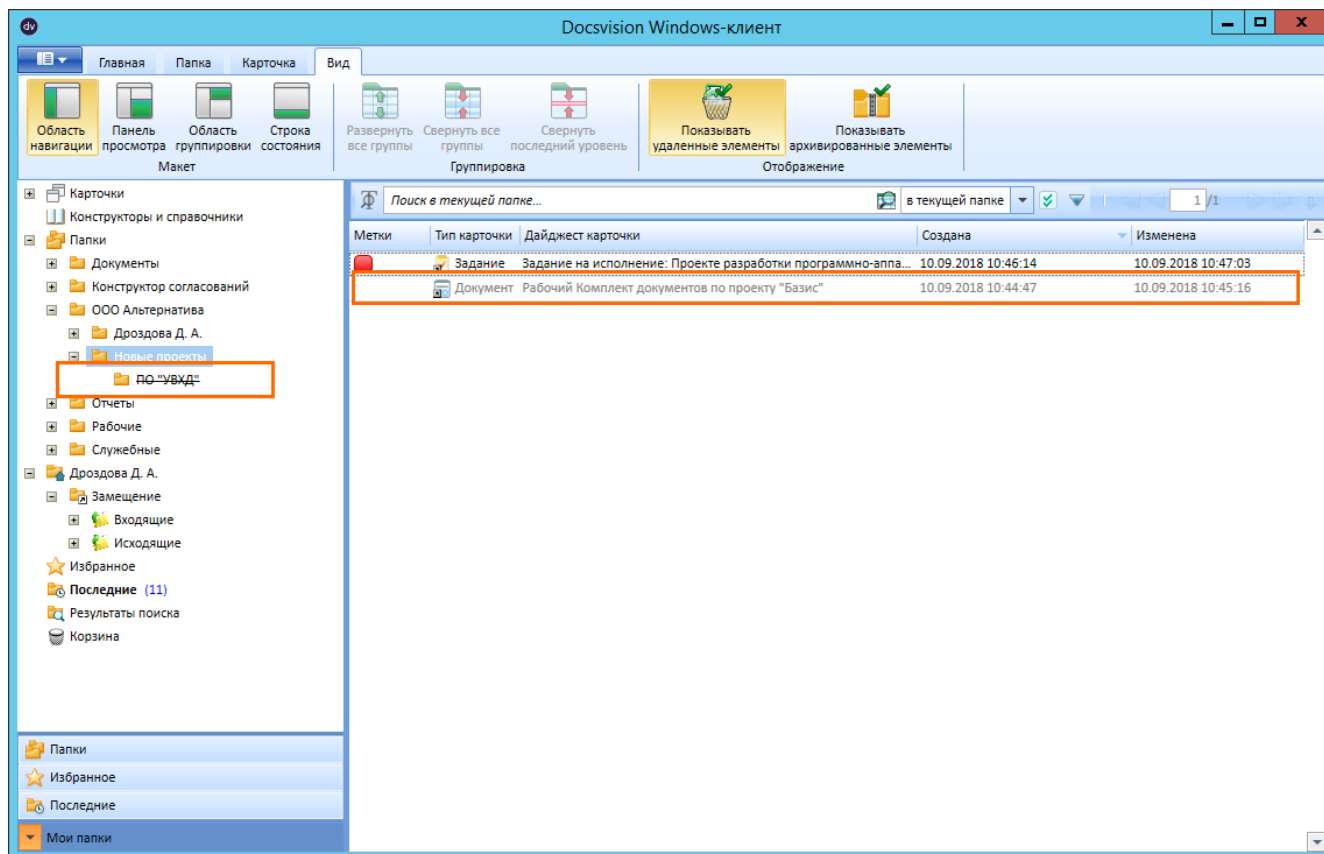 dv
Docsvision Windows-клиент
Главная Папка Карточка Вид
Область навигации
Панель просмотра
Область группировки
Строка состояния
Макет
Развернуть все группы
Свернуть все группы
Свернуть последний уровень
Группировка
Показывать удаленные элементы
Показывать архивированные элементы
Отображение
Карточки
Конструкторы и справочники
Папки
Документы
Конструктор согласований
ООО Альтернатива
Дроздова Д. А.
Новые проекты
ПО "УВХД"
Отчеты
Рабочие
Служебные
Дроздова Д. А.
Замещение
Входящие
Исходящие
Избранное
Последние (11)
Результаты поиска
Корзина
Папки
Избранное
Последние
Мои папки
Поиск в текущей папке... в текущей папке 1 /1
Метки Тип карточки Дайджест карточки Создана Изменена
Задание Задание на исполнение: Проекте разработки программно-аппа... 10.09.2018 10:46:14 10.09.2018 10:47:03
Документ Рабочий Комплект документов по проекту "Базис" 10.09.2018 10:44:47 10.09.2018 10:45:16